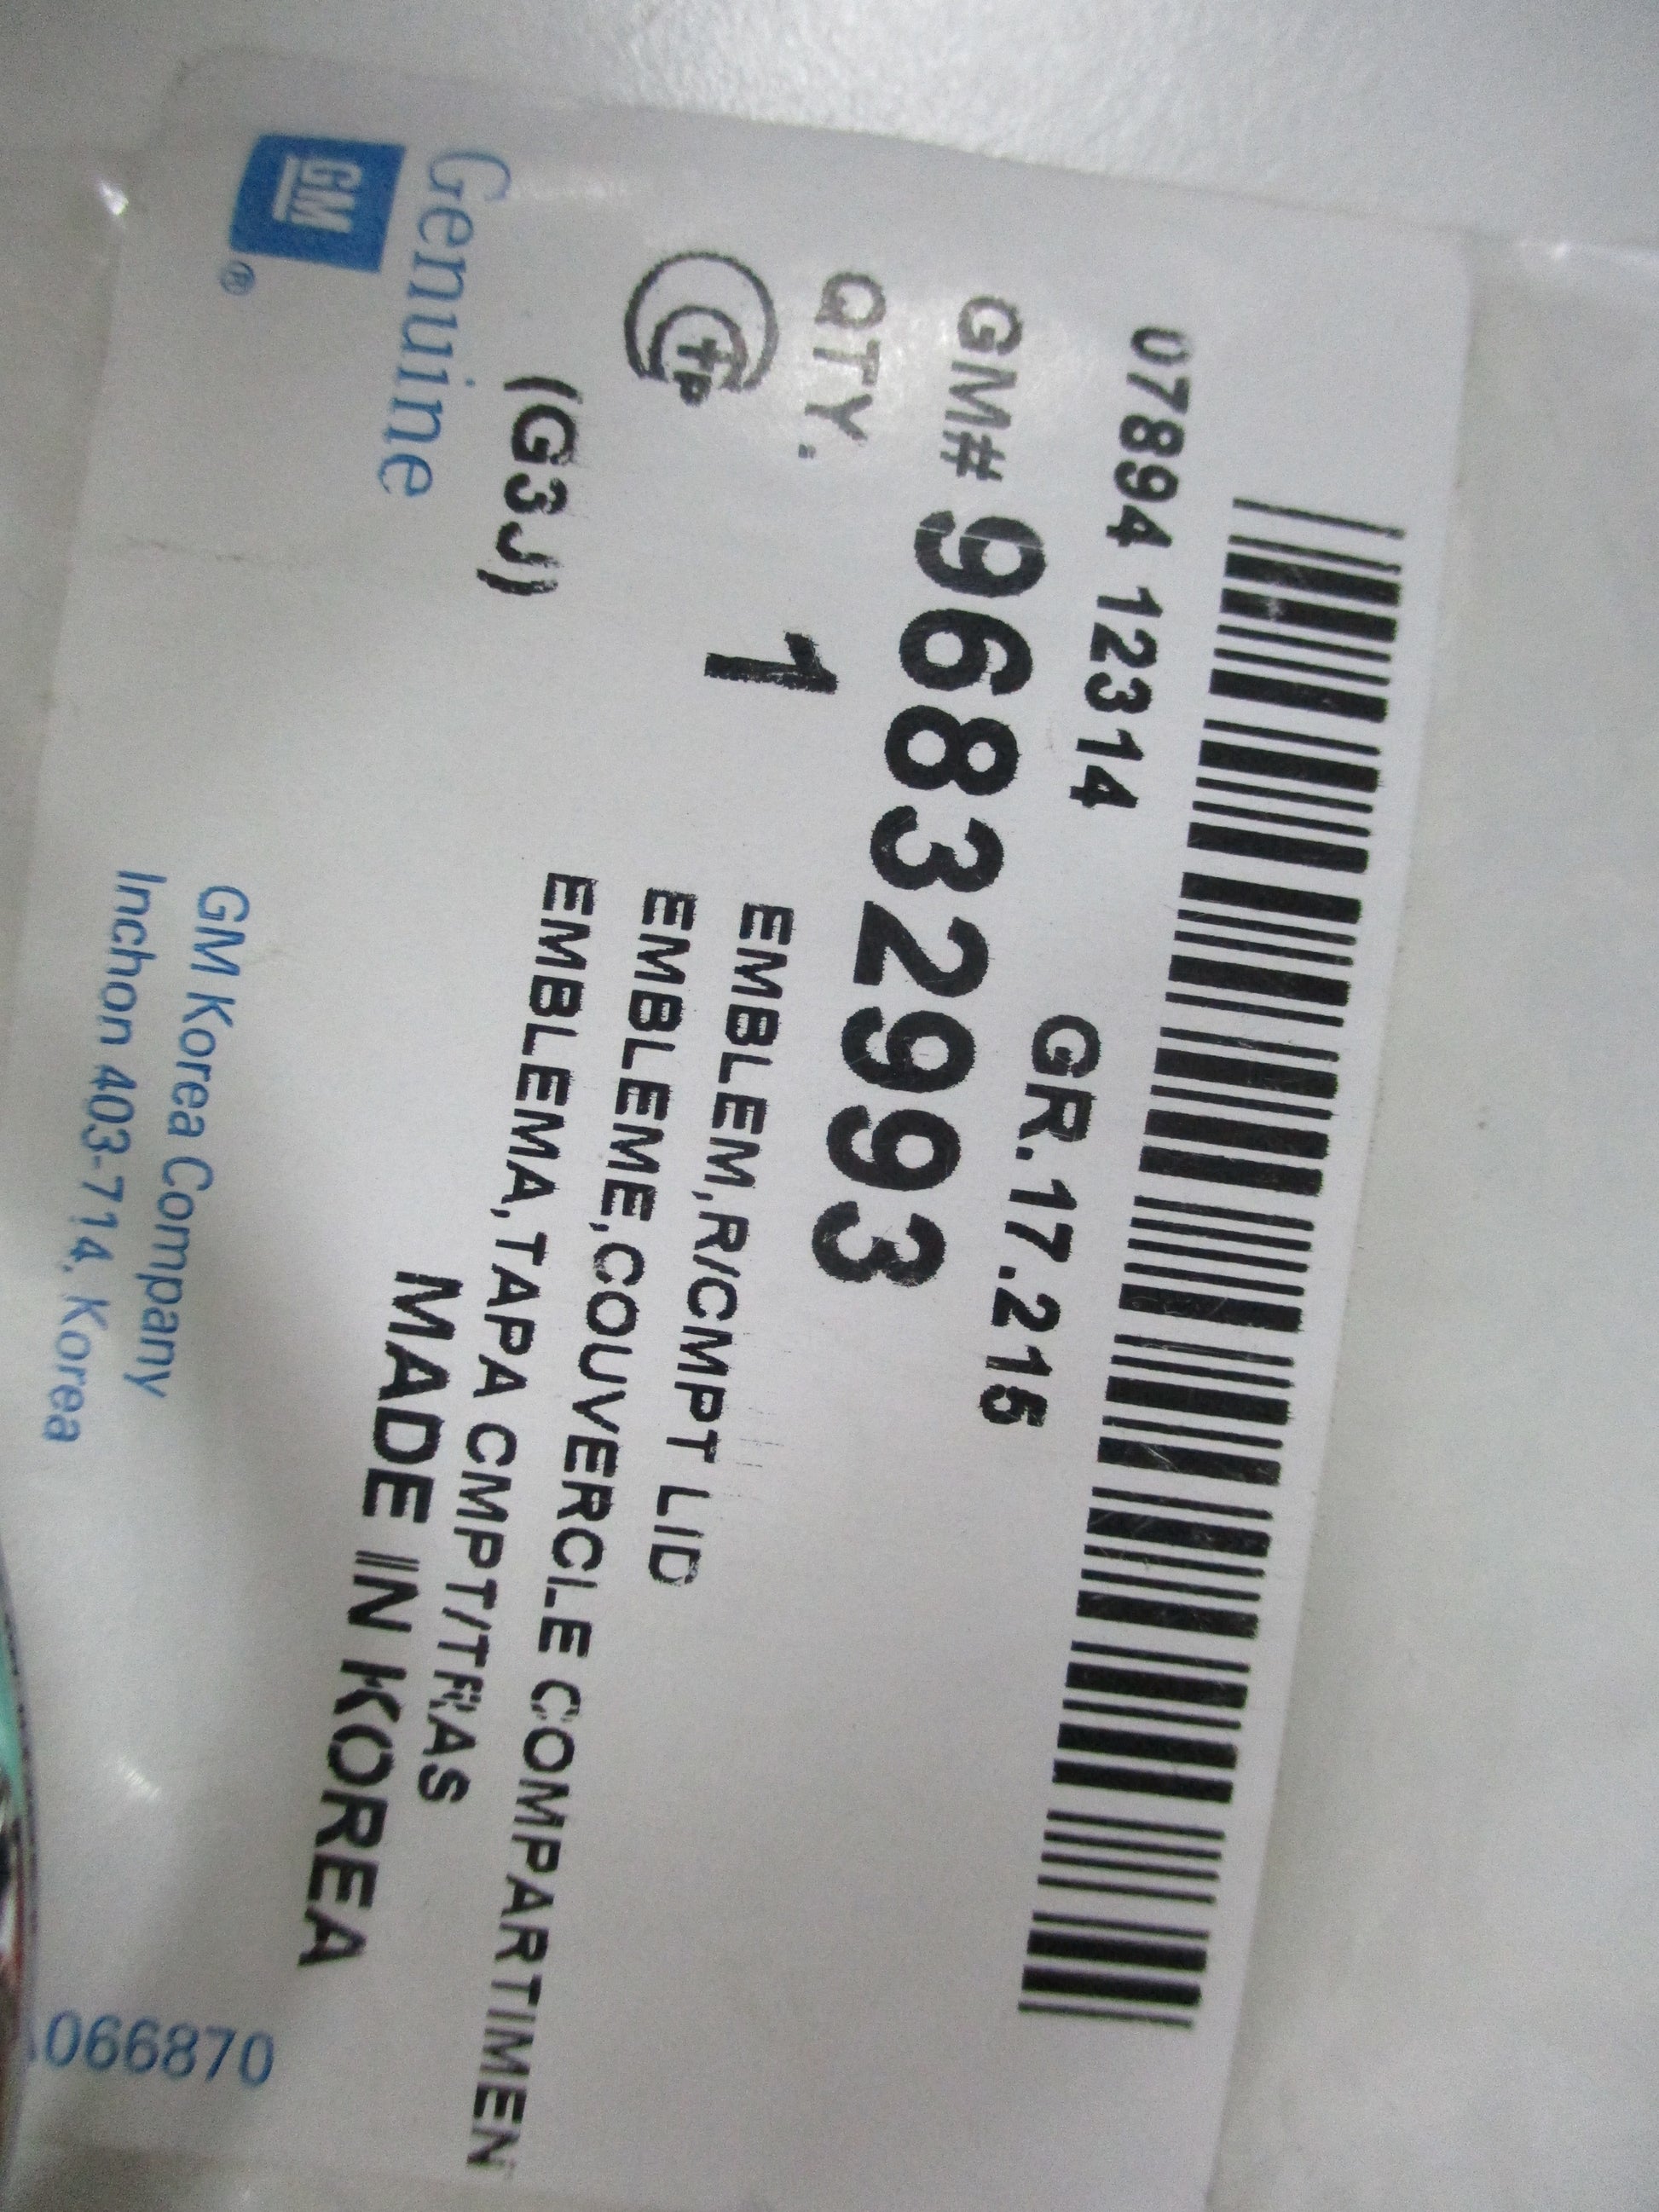 07894 12314 GR.17.215
GM# 96832993
QTY. 1
EMBLEM,R/CMPT LID
EMBLEME,COUVERCLE COMPARTIMEN
EMBLEMA,TAPA CMPT/TRAS
(G3J)
MADE IN KOREA
Genuine
GM ®
GM Korea Company
Inchon 403-714, Korea
066870